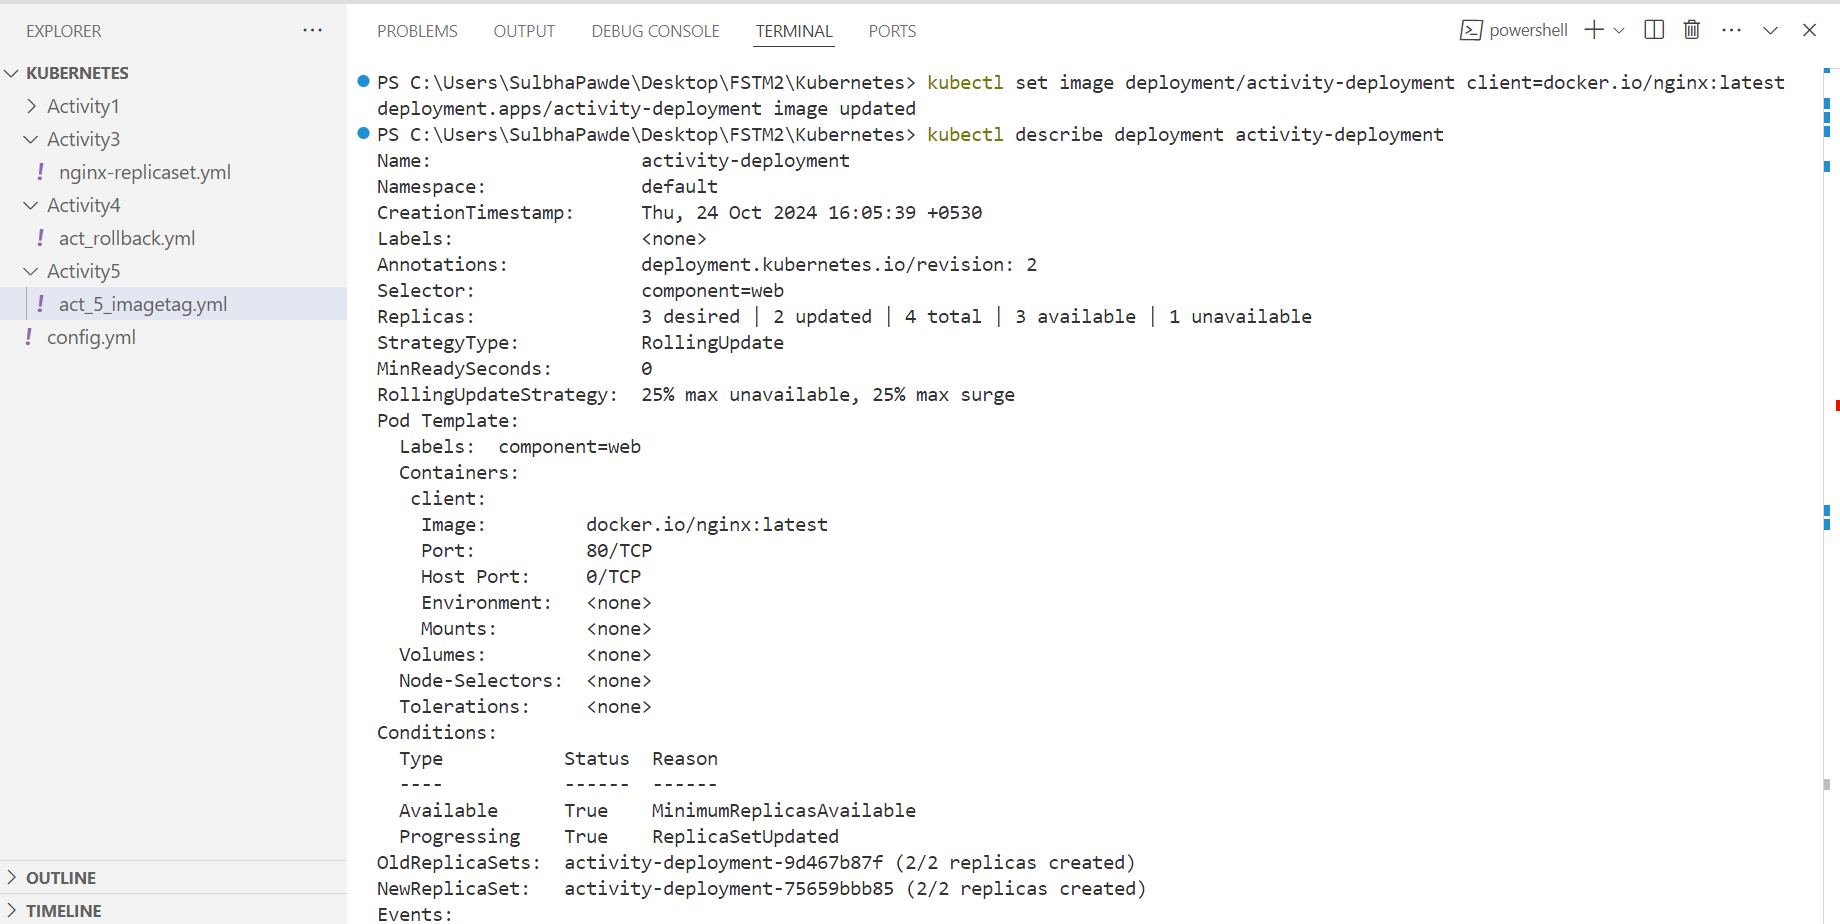 EXPLORER ...
KUBERNETES
Activity1
Activity3
! nginx-replicaset.yml
Activity4
! act_rollback.yml
Activity5
! act_5_imagetag.yml
! config.yml
OUTLINE
TIMELINE
PROBLEMS OUTPUT DEBUG CONSOLE TERMINAL PORTS powershell
PS C:\Users\SulbhaPawde\Desktop\FSTM2\Kubernetes> kubectl set image deployment/activity-deployment client=docker.io/nginx:latest
deployment.apps/activity-deployment image updated
PS C:\Users\SulbhaPawde\Desktop\FSTM2\Kubernetes> kubectl describe deployment activity-deployment
Name: activity-deployment
Namespace: default
CreationTimestamp: Thu, 24 Oct 2024 16:05:39 +0530
Labels: <none>
Annotations: deployment.kubernetes.io/revision: 2
Selector: component=web
Replicas: 3 desired | 2 updated | 4 total | 3 available | 1 unavailable
StrategyType: RollingUpdate
MinReadySeconds: 0
RollingUpdateStrategy: 25% max unavailable, 25% max surge
Pod Template:
Labels: component=web
Containers:
client:
Image: docker.io/nginx:latest
Port: 80/TCP
Host Port: 0/TCP
Environment: <none>
Mounts: <none>
Volumes: <none>
Node-Selectors: <none>
Tolerations: <none>
Conditions:
Type Status Reason
---- ------ ------
Available True MinimumReplicasAvailable
Progressing True ReplicaSetUpdated
OldReplicaSets: activity-deployment-9d467b87f (2/2 replicas created)
NewReplicaSet: activity-deployment-75659bbb85 (2/2 replicas created)
Events: